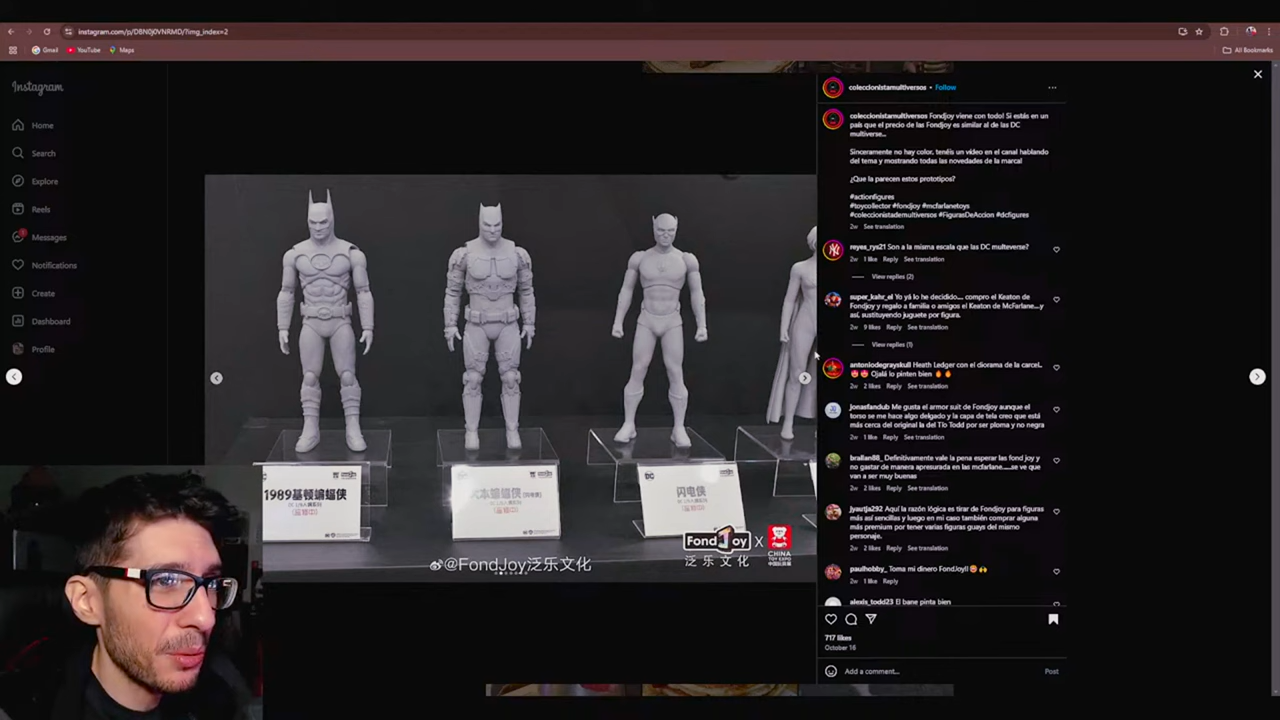 instagram.com/p/DBN0j0VNRMD/?img_index=2
Gmail
YouTube
Maps
All Bookmarks
Instagram
Home
Search
Explore
Reels
Messages
Notifications
Create
Dashboard
Profile
1989基顿蝙蝠侠
本蝙蝠侠
闪电侠
DC
FondJoy X
泛乐文化
CHINA
TOY EXPO
中国玩具展
@FondJoy泛乐文化
coleccionistamultiversos • Follow
coleccionistamultiversos Fondjoy viene con todo! Si estás en un
país que el precio de las Fondjoy es similar al de las DC
multiverse...
Sinceramente no hay color, tenéis un vídeo en el canal hablando
del tema y mostrando todas las novedades de la marca!
¿Que la parecen estos prototipos?
#actionfigures
#toycollector #fondjoy #mcfarlanetoys
#coleccionistademultiversos #FigurasDeAccion #dcfigures
2w See translation
reyes_rys21 Son a la misma escala que las DC multeverse?
2w 1 like Reply See translation
View replies (2)
super_kahr_el Yo yá lo he decidido.... compro el Keaton de
Fondjoy y regalo a familia o amigos el Keaton de McFarlane....y
así, sustituyendo juguete por figura.
2w 9 likes Reply See translation
View replies (1)
antoniodegrayskull Heath Ledger con el diorama de la carcel..
Ojalá lo pinten bien
2w 2 likes Reply See translation
jonasfandub Me gusta el armor suit de Fondjoy aunque el
torso se me hace algo delgado y la capa de tela creo que está
más cerca del original la del Tío Todd por ser ploma y no negra
2w 1 like Reply See translation
brailan88_ Definitivamente vale la pena esperar las fond joy y
no gastar de manera apresurada en las mcfarlane......se ve que
van a ser muy buenas
2w 2 likes Reply See translation
jyautja292 Aquí la razón lógica es tirar de FondJoy para figuras
más así sencillas y luego en mi caso también comprar alguna
más premium por tener varias figuras guays del mismo
personaje.
2w 2 likes Reply See translation
paulhobby_ Toma mi dinero FondJoy!!
2w 1 like Reply
alexis_todd23 El bane pinta bien
717 likes
October 16
Add a comment...
Post